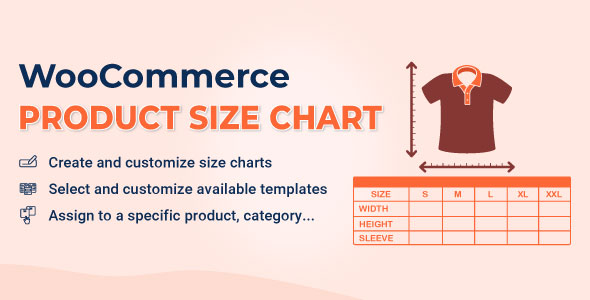 WooCommerce
PRODUCT SIZE CHART
Create and customize size charts
Select and customize available templates
Assign to a specific product, category...
SIZE S M L XL XXL
WIDTH
HEIGHT
SLEEVE